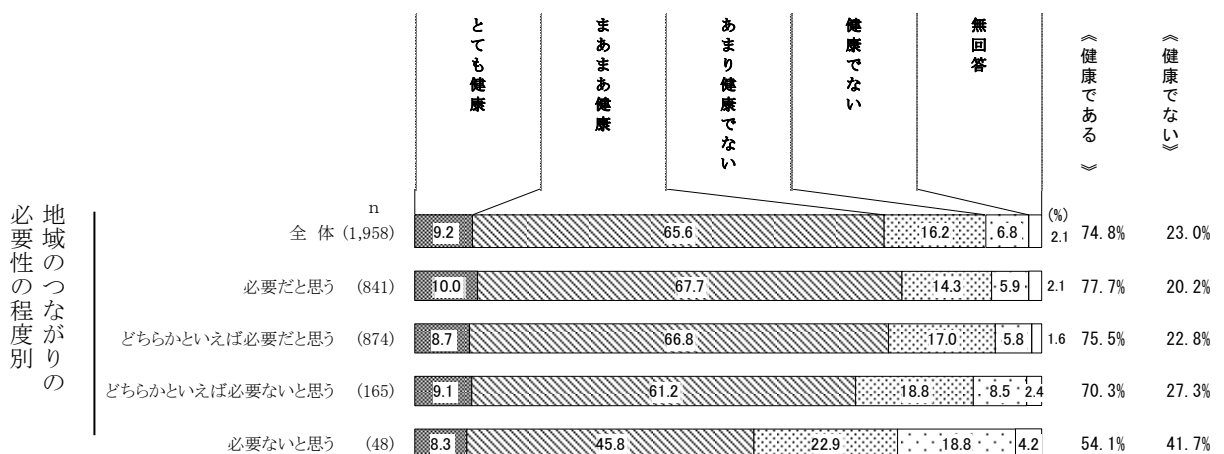 とても健康
まあまあ健康
あまり健康でない
健康でない
無回答
《健康である 》
《健康でない》
地域のつながりの
必要性の程度別
n
(%)
全 体 (1,958) 9.2 65.6 16.2 6.8 2.1 74.8% 23.0%
必要だと思う (841) 10.0 67.7 14.3 5.9 2.1 77.7% 20.2%
どちらかといえば必要だと思う (874) 8.7 66.8 17.0 5.8 1.6 75.5% 22.8%
どちらかといえば必要ないと思う (165) 9.1 61.2 18.8 8.5 2.4 70.3% 27.3%
必要ないと思う (48) 8.3 45.8 22.9 18.8 4.2 54.1% 41.7%